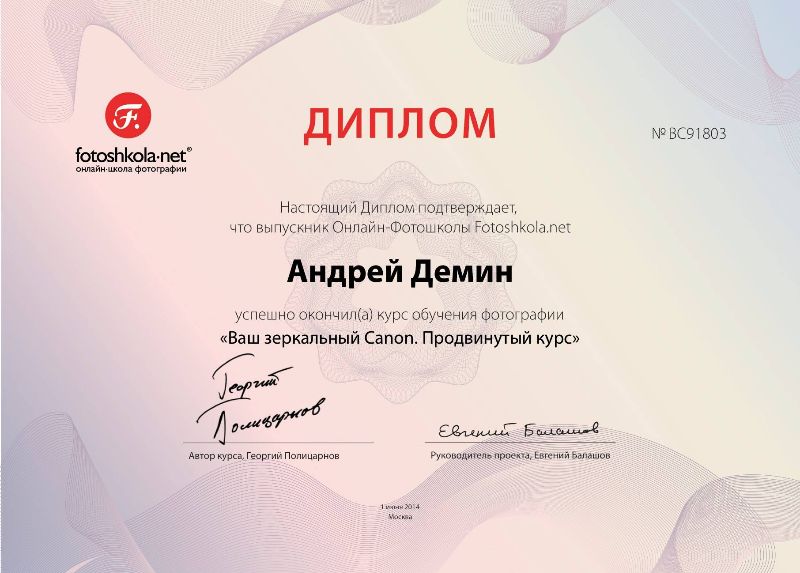 F.
fotoshkola.net®
онлайн-школа фотографии
ДИПЛОМ
№ BC91803
Настоящий Диплом подтверждает,
что выпускник Онлайн-Фотошколы Fotoshkola.net
Андрей Демин
успешно окончил(а) курс обучения фотографии
«Ваш зеркальный Canon. Продвинутый курс»
Георгий
Полицарнов
Евгений Балашов
Автор курса, Георгий Полицарнов
Руководитель проекта, Евгений Балашов
1 июня 2014
Москва